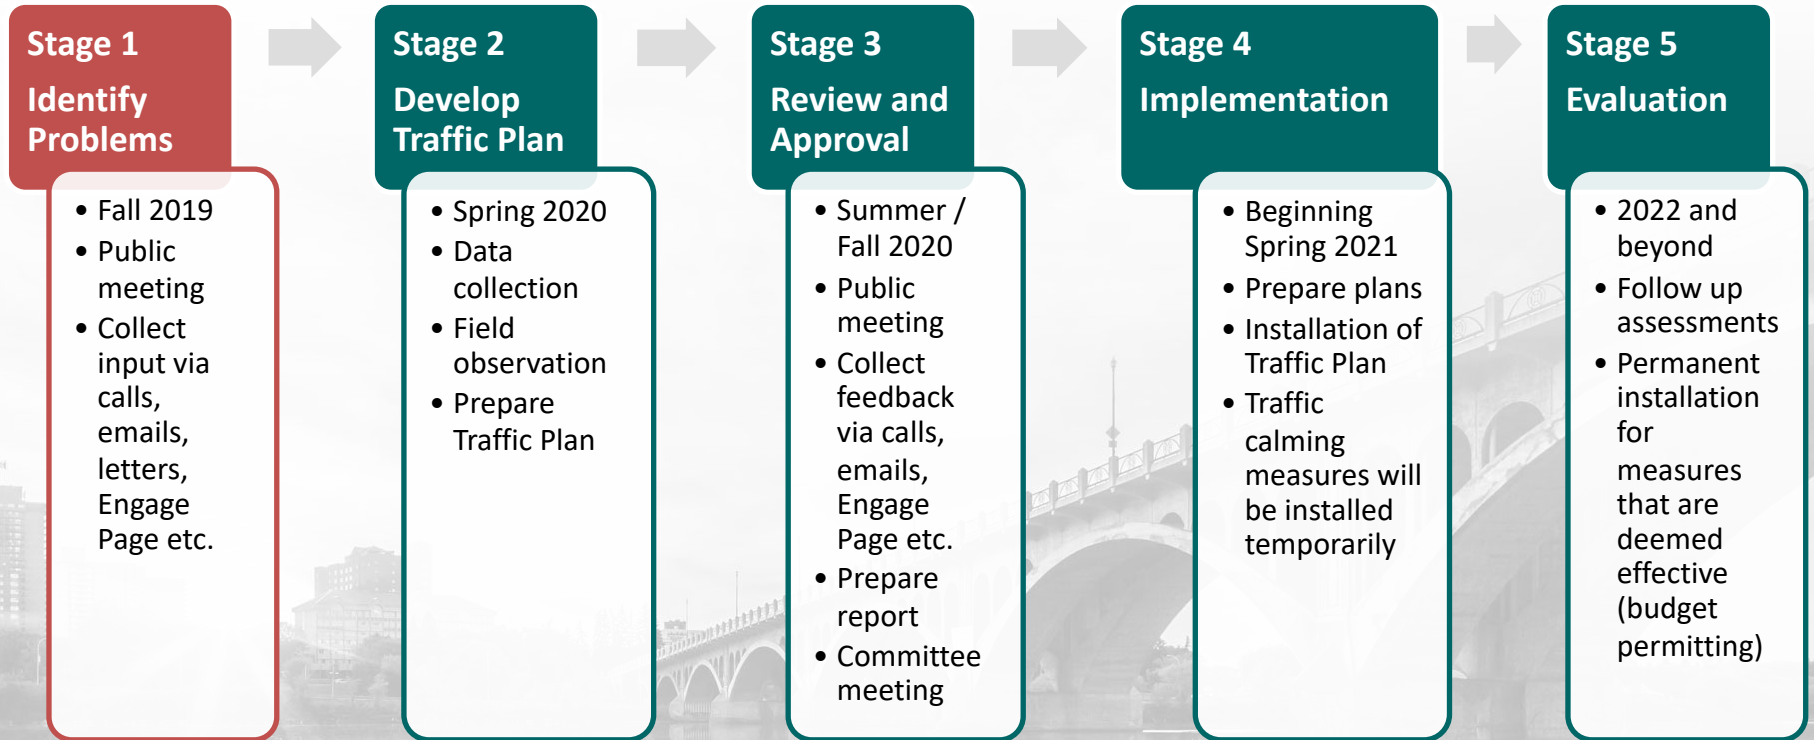 Stage 1
Identify
Problems
• Fall 2019
• Public
meeting
• Collect
input via
calls,
emails,
letters,
Engage
Page etc.
Stage 2
Develop
Traffic Plan
• Spring 2020
• Data
collection
• Field
observation
• Prepare
Traffic Plan
Stage 3
Review and
Approval
• Summer /
Fall 2020
• Public
meeting
• Collect
feedback
via calls,
emails,
Engage
Page etc.
• Prepare
report
• Committee
meeting
Stage 4
Implementation
• Beginning
Spring 2021
• Prepare plans
• Installation of
Traffic Plan
• Traffic
calming
measures will
be installed
temporarily
Stage 5
Evaluation
• 2022 and
beyond
• Follow up
assessments
• Permanent
installation
for
measures
that are
deemed
effective
(budget
permitting)